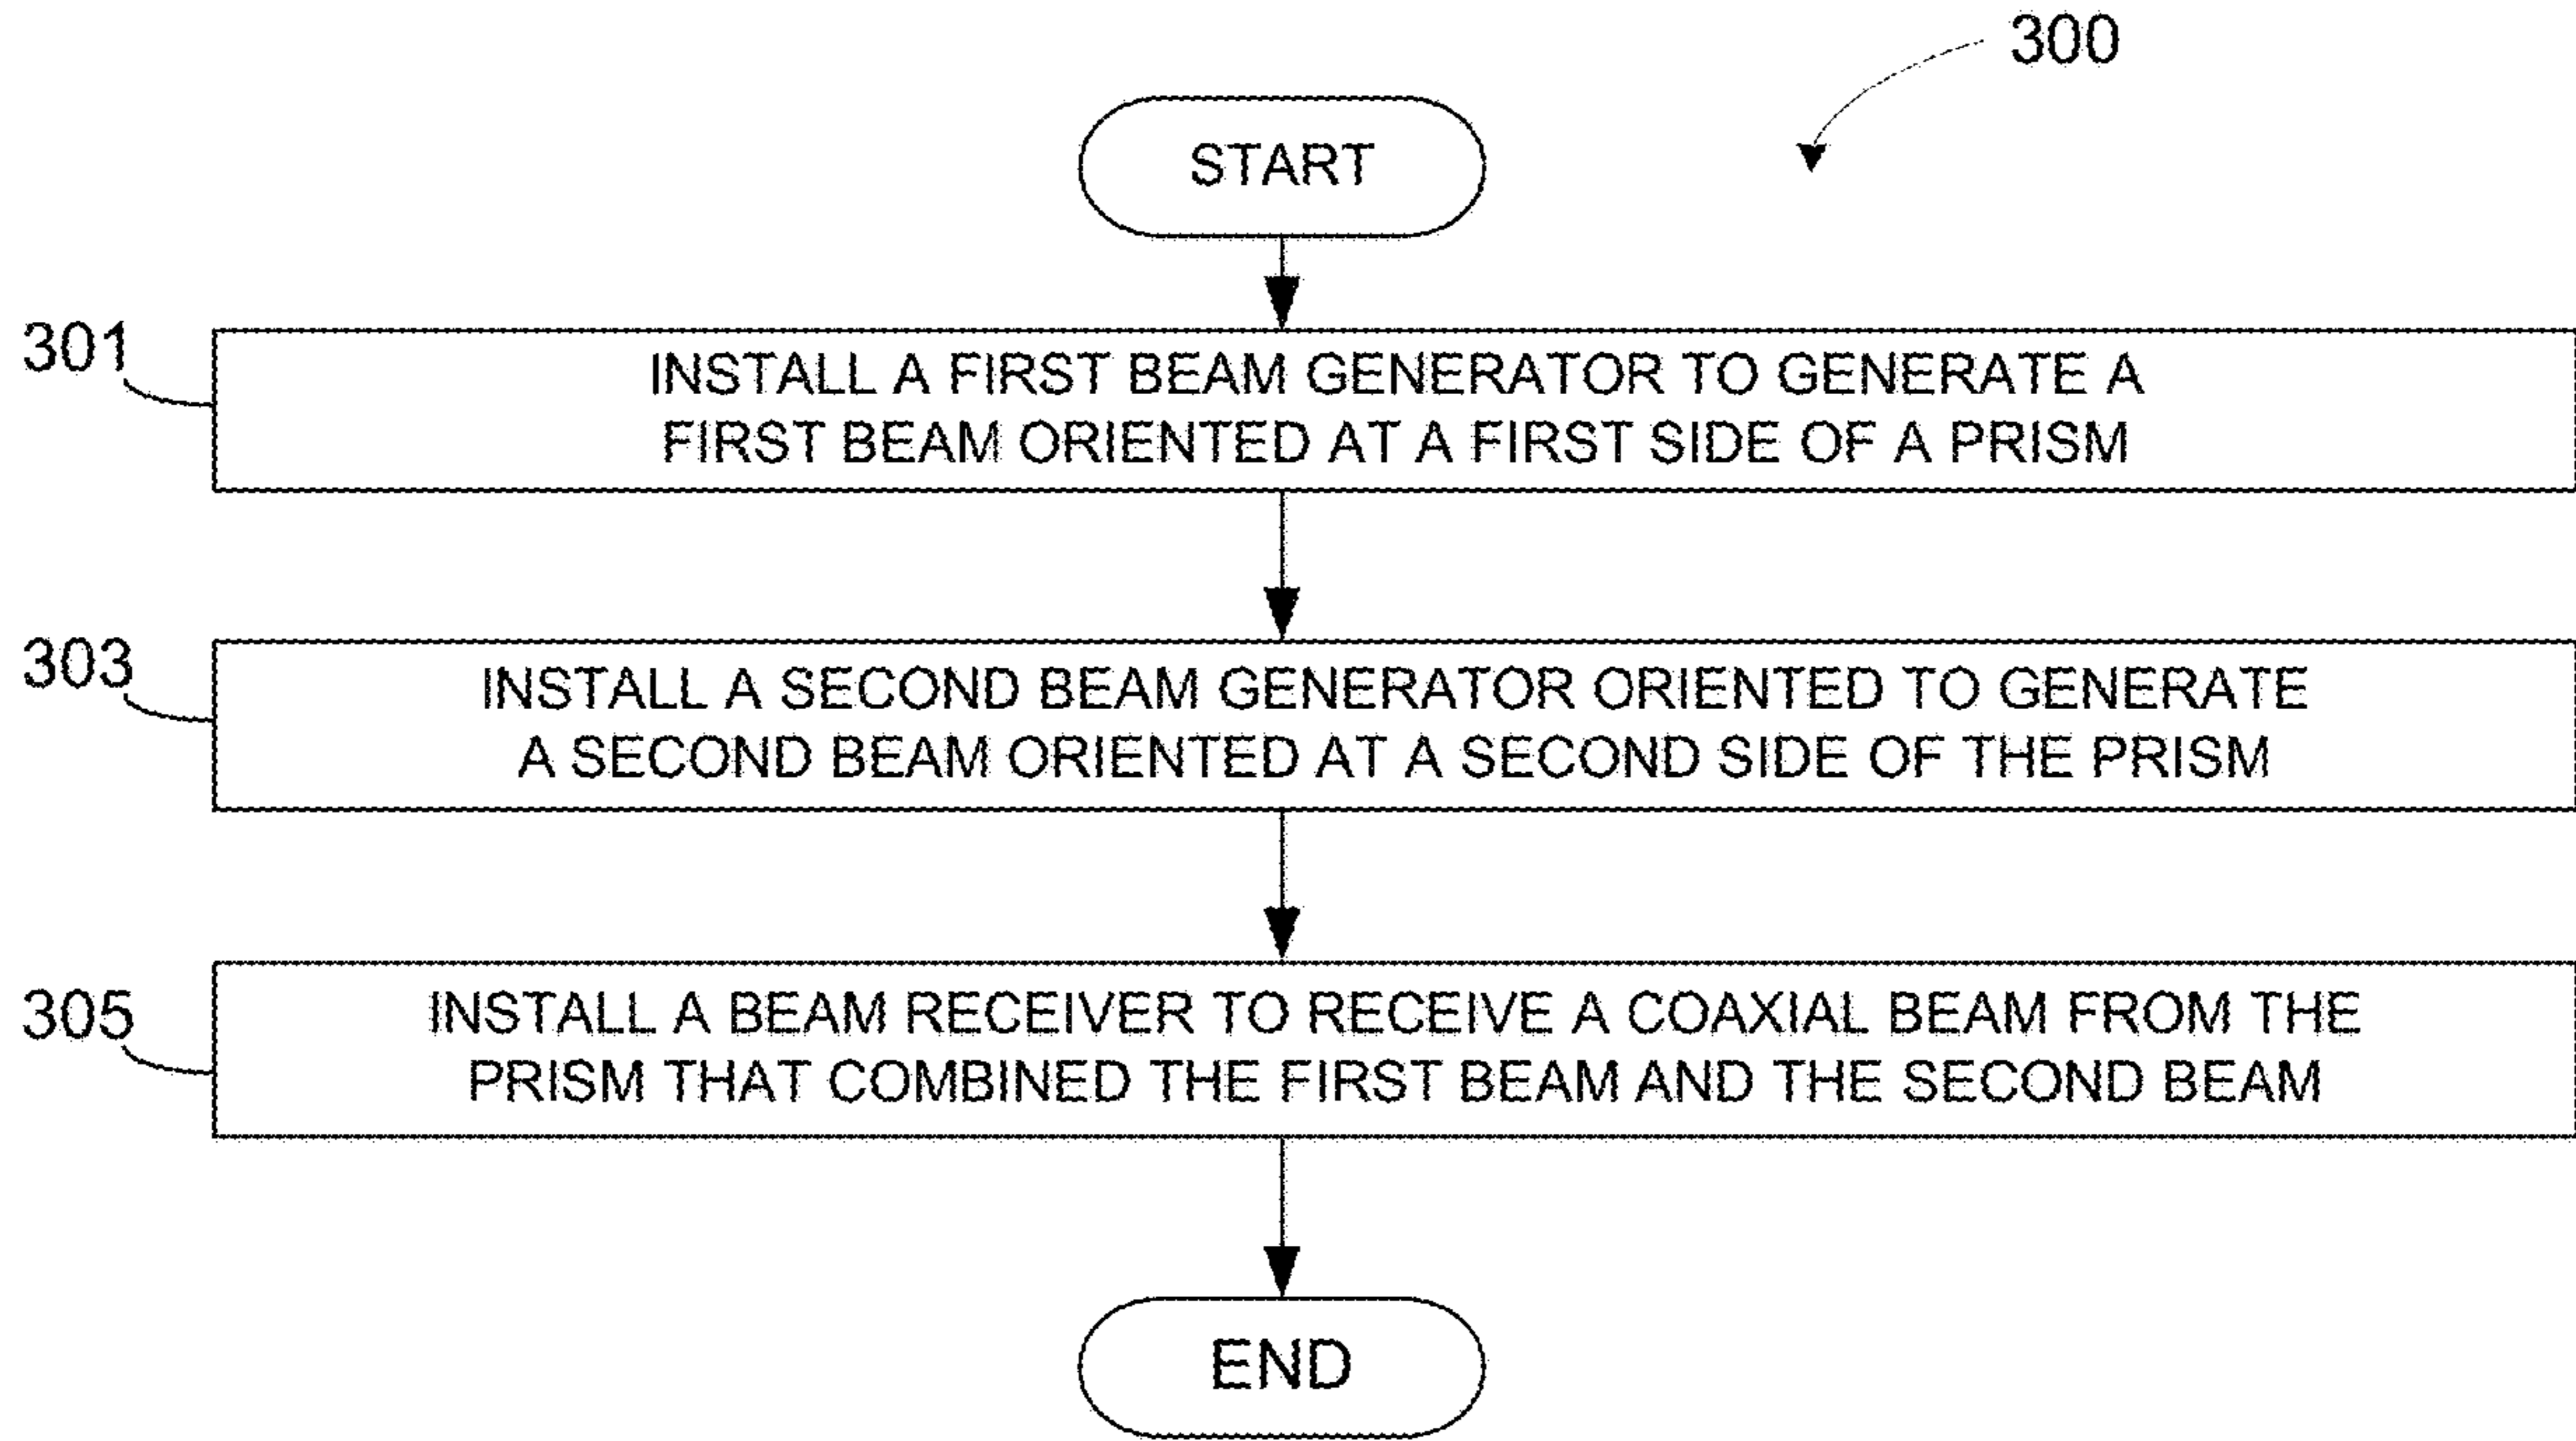 300
START
301
INSTALL A FIRST BEAM GENERATOR TO GENERATE A
FIRST BEAM ORIENTED AT A FIRST SIDE OF A PRISM
303
INSTALL A SECOND BEAM GENERATOR ORIENTED TO GENERATE
A SECOND BEAM ORIENTED AT A SECOND SIDE OF THE PRISM
305
INSTALL A BEAM RECEIVER TO RECEIVE A COAXIAL BEAM FROM THE
PRISM THAT COMBINED THE FIRST BEAM AND THE SECOND BEAM
END